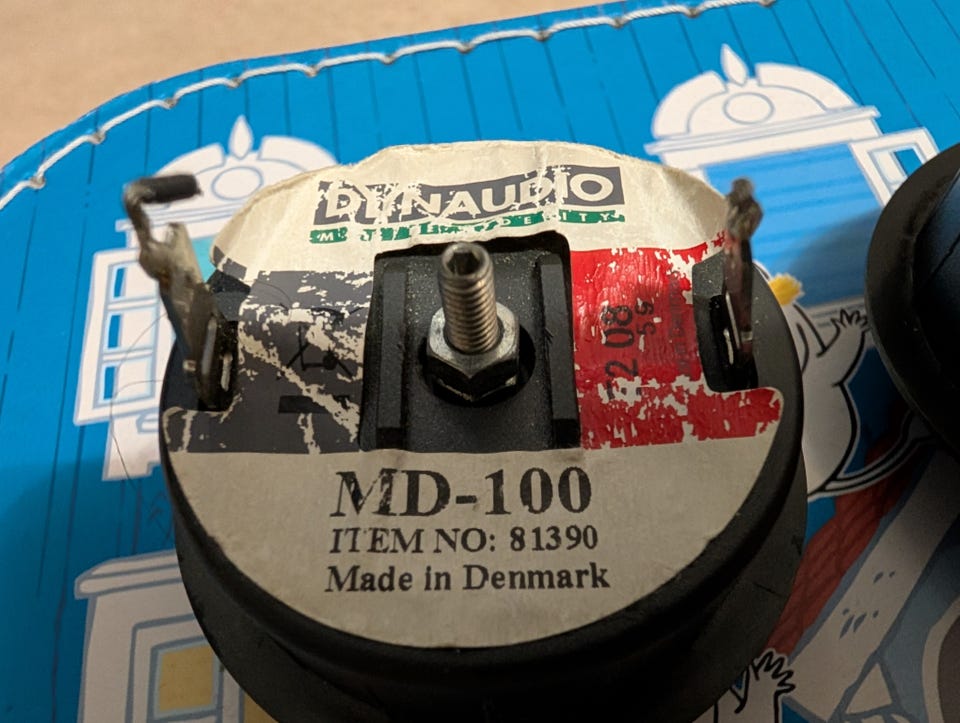 DYNAUDIO
MD-100
ITEM NO: 81390
Made in Denmark